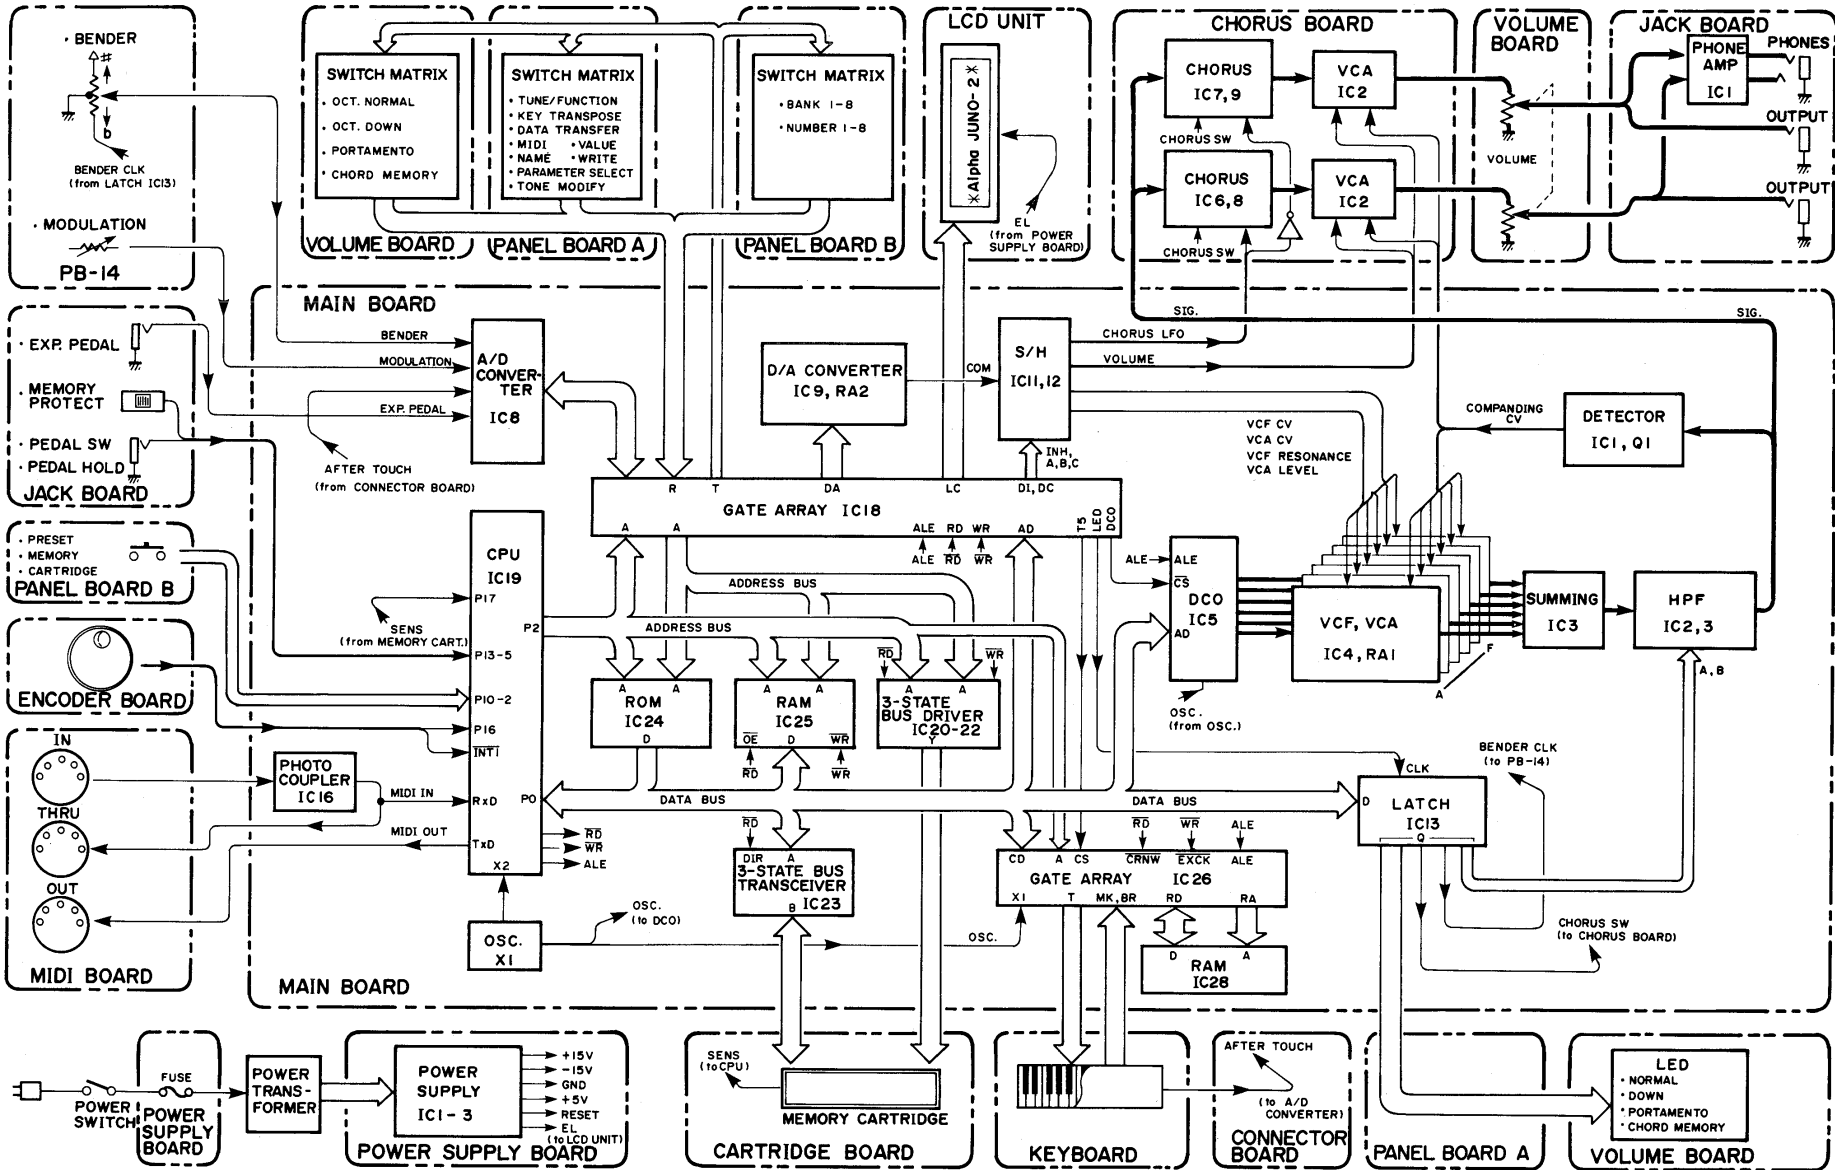 • BENDER
#
b
BENDER CLK
(from LATCH IC13)
• MODULATION
PB-14
SWITCH MATRIX
• OCT. NORMAL
• OCT. DOWN
• PORTAMENTO
• CHORD MEMORY
VOLUME BOARD
SWITCH MATRIX
• TUNE/FUNCTION
• KEY TRANSPOSE
• DATA TRANSFER
• MIDI • VALUE
• NAME • WRITE
• PARAMETER SELECT
• TONE MODIFY
PANEL BOARD A
SWITCH MATRIX
• BANK 1-8
• NUMBER 1-8
PANEL BOARD B
LCD UNIT
*Alpha JUNO-2*
EL
(from POWER
SUPPLY BOARD)
CHORUS BOARD
CHORUS
IC7,9
VCA
IC2
CHORUS SW
CHORUS
IC6,8
VCA
IC2
CHORUS SW
VOLUME
BOARD
VOLUME
JACK BOARD
PHONE
AMP
IC1
PHONES
OUTPUT
OUTPUT
MAIN BOARD
JACK BOARD
• EXP. PEDAL
• MEMORY
PROTECT
• PEDAL SW
• PEDAL HOLD
BENDER
MODULATION
EXP. PEDAL
A/D
CONVER-
TER
IC8
AFTER TOUCH
(from CONNECTOR BOARD)
D/A CONVERTER
IC9, RA2
COM
S/H
IC11,12
CHORUS LFO
VOLUME
SIG.
SIG.
VCF CV
VCA CV
VCF RESONANCE
VCA LEVEL
INH,
A,B,C
COMPANDING
CV
DETECTOR
IC1, Q1
R T DA LC DI, DC
GATE ARRAY IC18
A A ALE RD WR AD T5 LED DCO
ALE RD WR
• PRESET
• MEMORY
• CARTRIDGE
PANEL BOARD B
ENCODER BOARD
CPU
IC19
P17
P13-5
P10-2
P16
INT1
RxD
TxD
X2
P2
P0
RD
WR
ALE
SENS
(from MEMORY CART.)
ADDRESS BUS
ADDRESS BUS
A A
ROM
IC24
D
A A
RAM
IC25
OE D WR
RD WR
RD WR
A A
3-STATE
BUS DRIVER
IC20-22
Y
ALE
ALE
CS
DCO
IC5
AD
OSC.
(from OSC.)
VCF, VCA
IC4, RA1
A F
SUMMING
IC3
HPF
IC2,3
A, B
IN
THRU
OUT
MIDI BOARD
PHOTO
COUPLER
IC16
MIDI IN
MIDI OUT
DATA BUS
DATA BUS
RD
DIR A
3-STATE BUS
TRANSCEIVER
IC23
B
OSC.
X1
OSC.
(to DCO)
OSC.
RD WR ALE
CD A CS CRNW EXCK ALE
GATE ARRAY IC26
X1 T MK,BR RD RA
D A
RAM
IC28
CLK
D
LATCH
IC13
Q
BENDER CLK
(to PB-14)
CHORUS SW
(to CHORUS BOARD)
MAIN BOARD
POWER
SWITCH
FUSE
POWER
SUPPLY
BOARD
POWER
TRANS-
FORMER
POWER
SUPPLY
IC1-3
+15V
-15V
GND
+5V
RESET
EL
(to LCD UNIT)
POWER SUPPLY BOARD
SENS
(to CPU)
MEMORY CARTRIDGE
CARTRIDGE BOARD
KEYBOARD
AFTER TOUCH
(to A/D
CONVERTER)
CONNECTOR
BOARD
PANEL BOARD A
LED
• NORMAL
• DOWN
• PORTAMENTO
• CHORD MEMORY
VOLUME BOARD